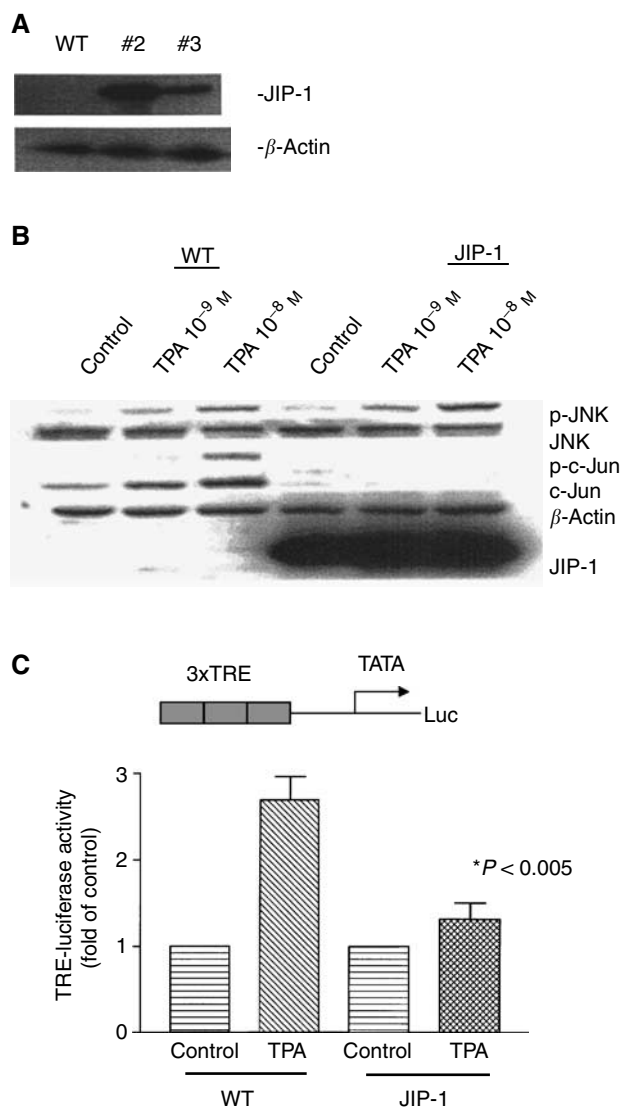 A
WT #2 #3
-JIP-1
-β-Actin
B
WT JIP-1
Control TPA 10⁻⁹ M TPA 10⁻⁸ M Control TPA 10⁻⁹ M TPA 10⁻⁸ M
p-JNK
JNK
p-c-Jun
c-Jun
β-Actin
JIP-1
C
3xTRE TATA
Luc
TRE-luciferase activity
(fold of control)
3
2
1
0
*P < 0.005
Control TPA Control TPA
WT JIP-1